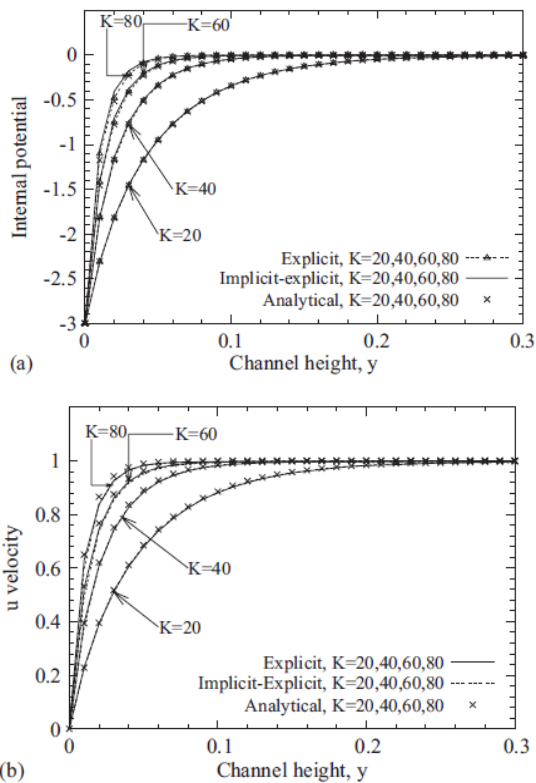 K=80
K=60
0
-0.5
-1
-1.5
-2
-2.5
-3
Internal potential
K=40
K=20
Explicit, K=20,40,60,80
Implicit-explicit, K=20,40,60,80
Analytical, K=20,40,60,80
0 0.1 0.2 0.3
(a) Channel height, y
K=80
K=60
1
0.8
0.6
0.4
0.2
0
u velocity
K=40
K=20
Explicit, K=20,40,60,80
Implicit-Explicit, K=20,40,60,80
Analytical, K=20,40,60,80
0 0.1 0.2 0.3
(b) Channel height, y